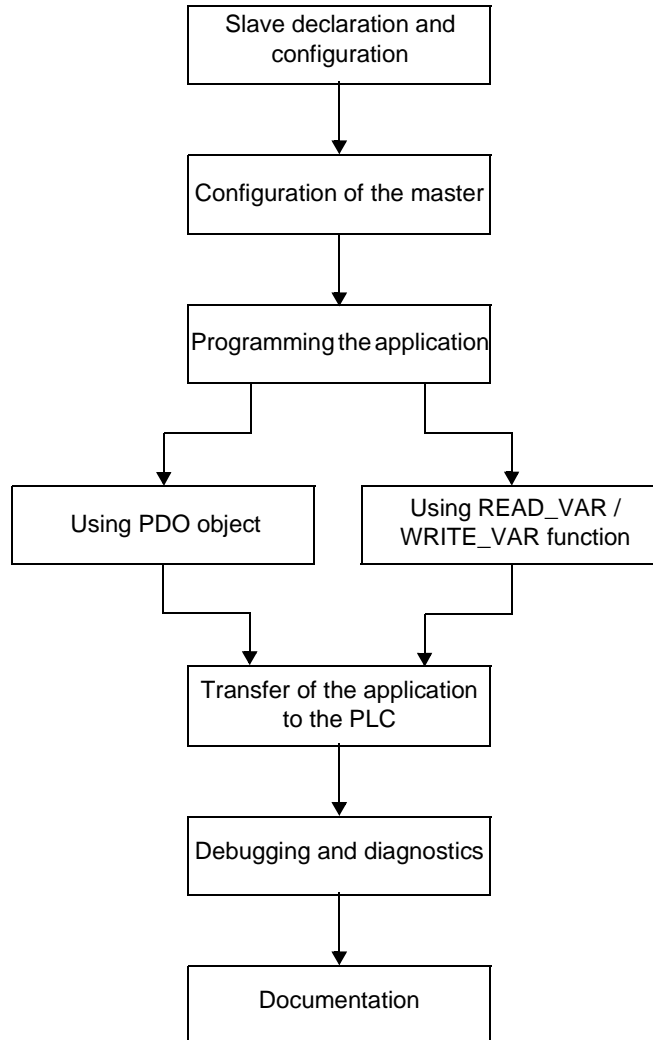 Slave declaration and
configuration
Configuration of the master
Programming the application
Using PDO object
Using READ_VAR /
WRITE_VAR function
Transfer of the application
to the PLC
Debugging and diagnostics
Documentation